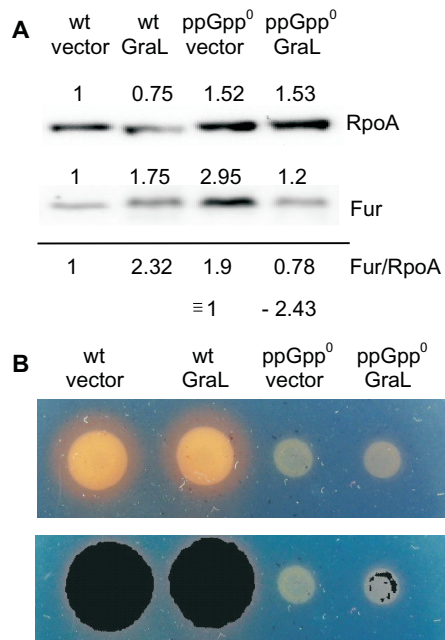 A
wt wt ppGpp⁰ ppGpp⁰
vector GraL vector GraL
1 0.75 1.52 1.53
RpoA
1 1.75 2.95 1.2
Fur
1 2.32 1.9 0.78 Fur/RpoA
≡1 - 2.43
B
wt wt ppGpp⁰ ppGpp⁰
vector GraL vector GraL